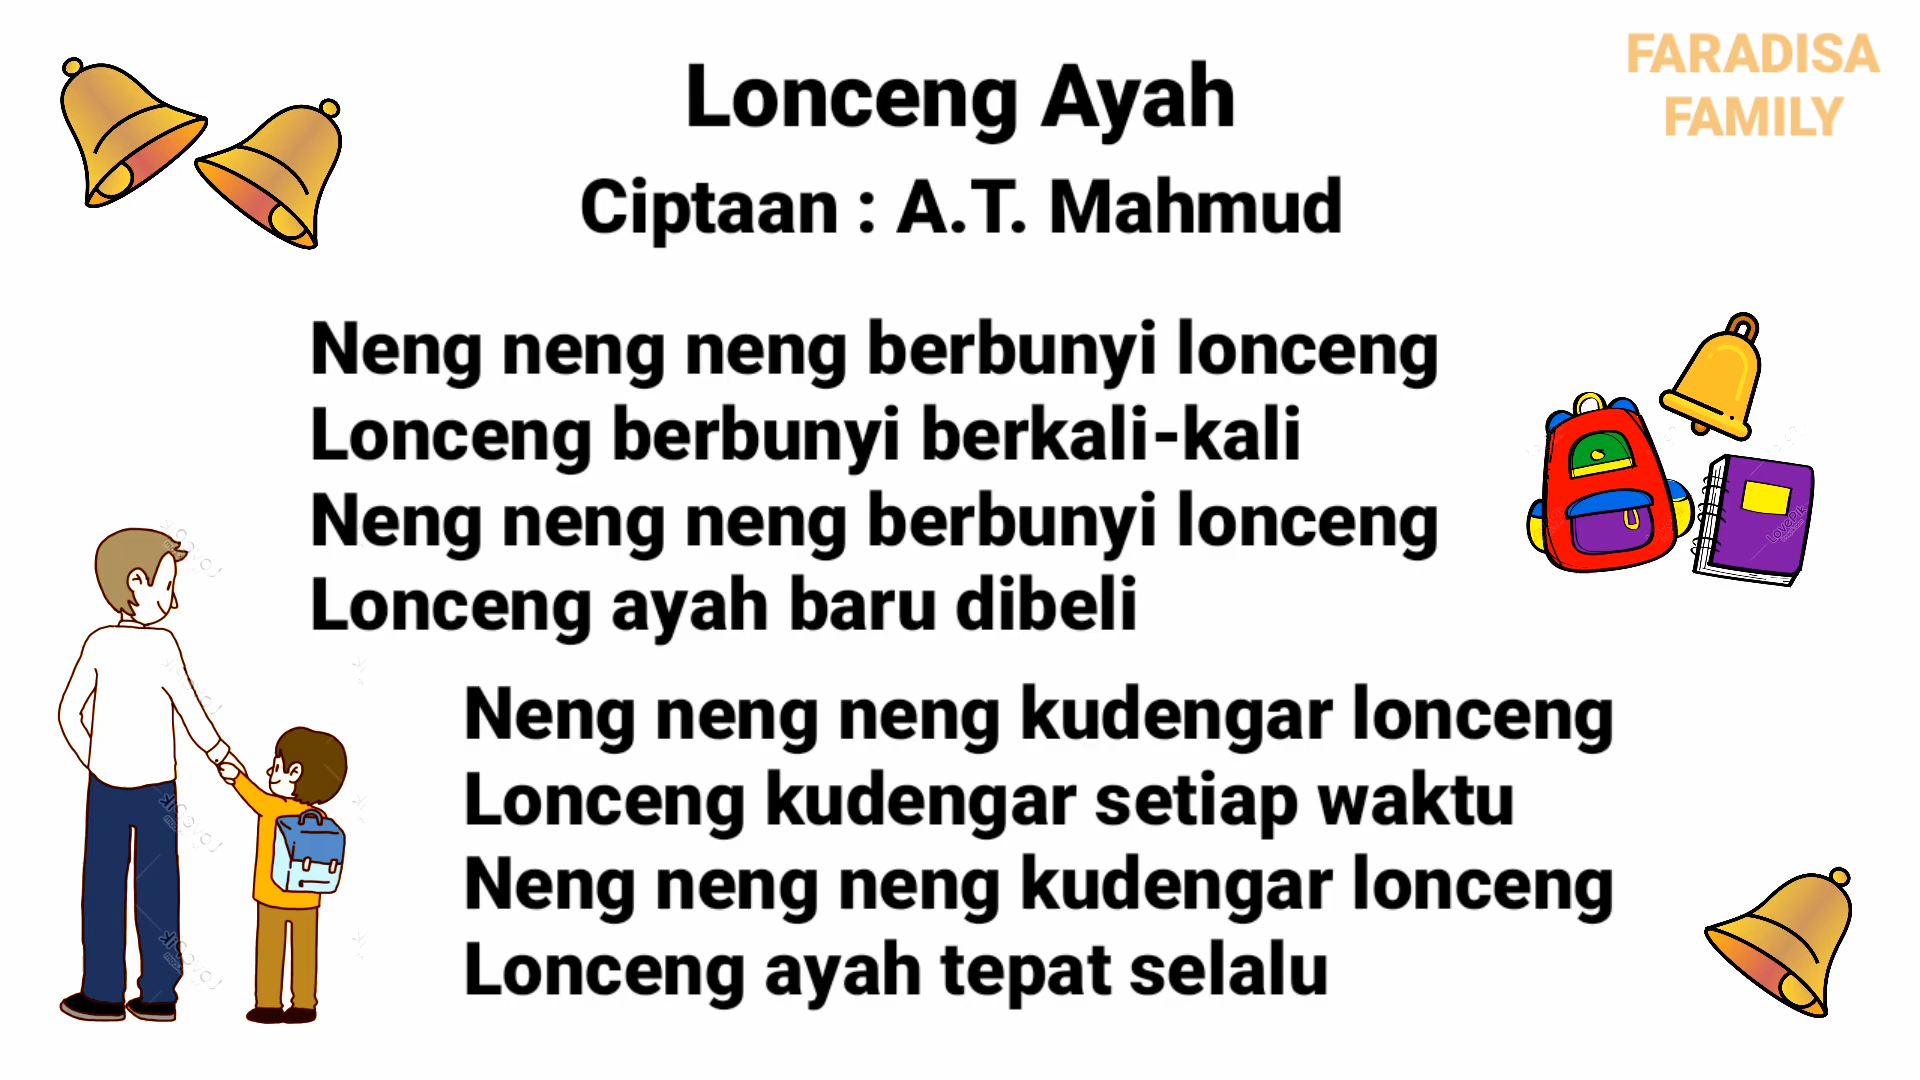 Lonceng Ayah
Ciptaan : A.T. Mahmud
FARADISA
FAMILY
Neng neng neng berbunyi lonceng
Lonceng berbunyi berkali-kali
Neng neng neng berbunyi lonceng
Lonceng ayah baru dibeli
Neng neng neng kudengar lonceng
Lonceng kudengar setiap waktu
Neng neng neng kudengar lonceng
Lonceng ayah tepat selalu